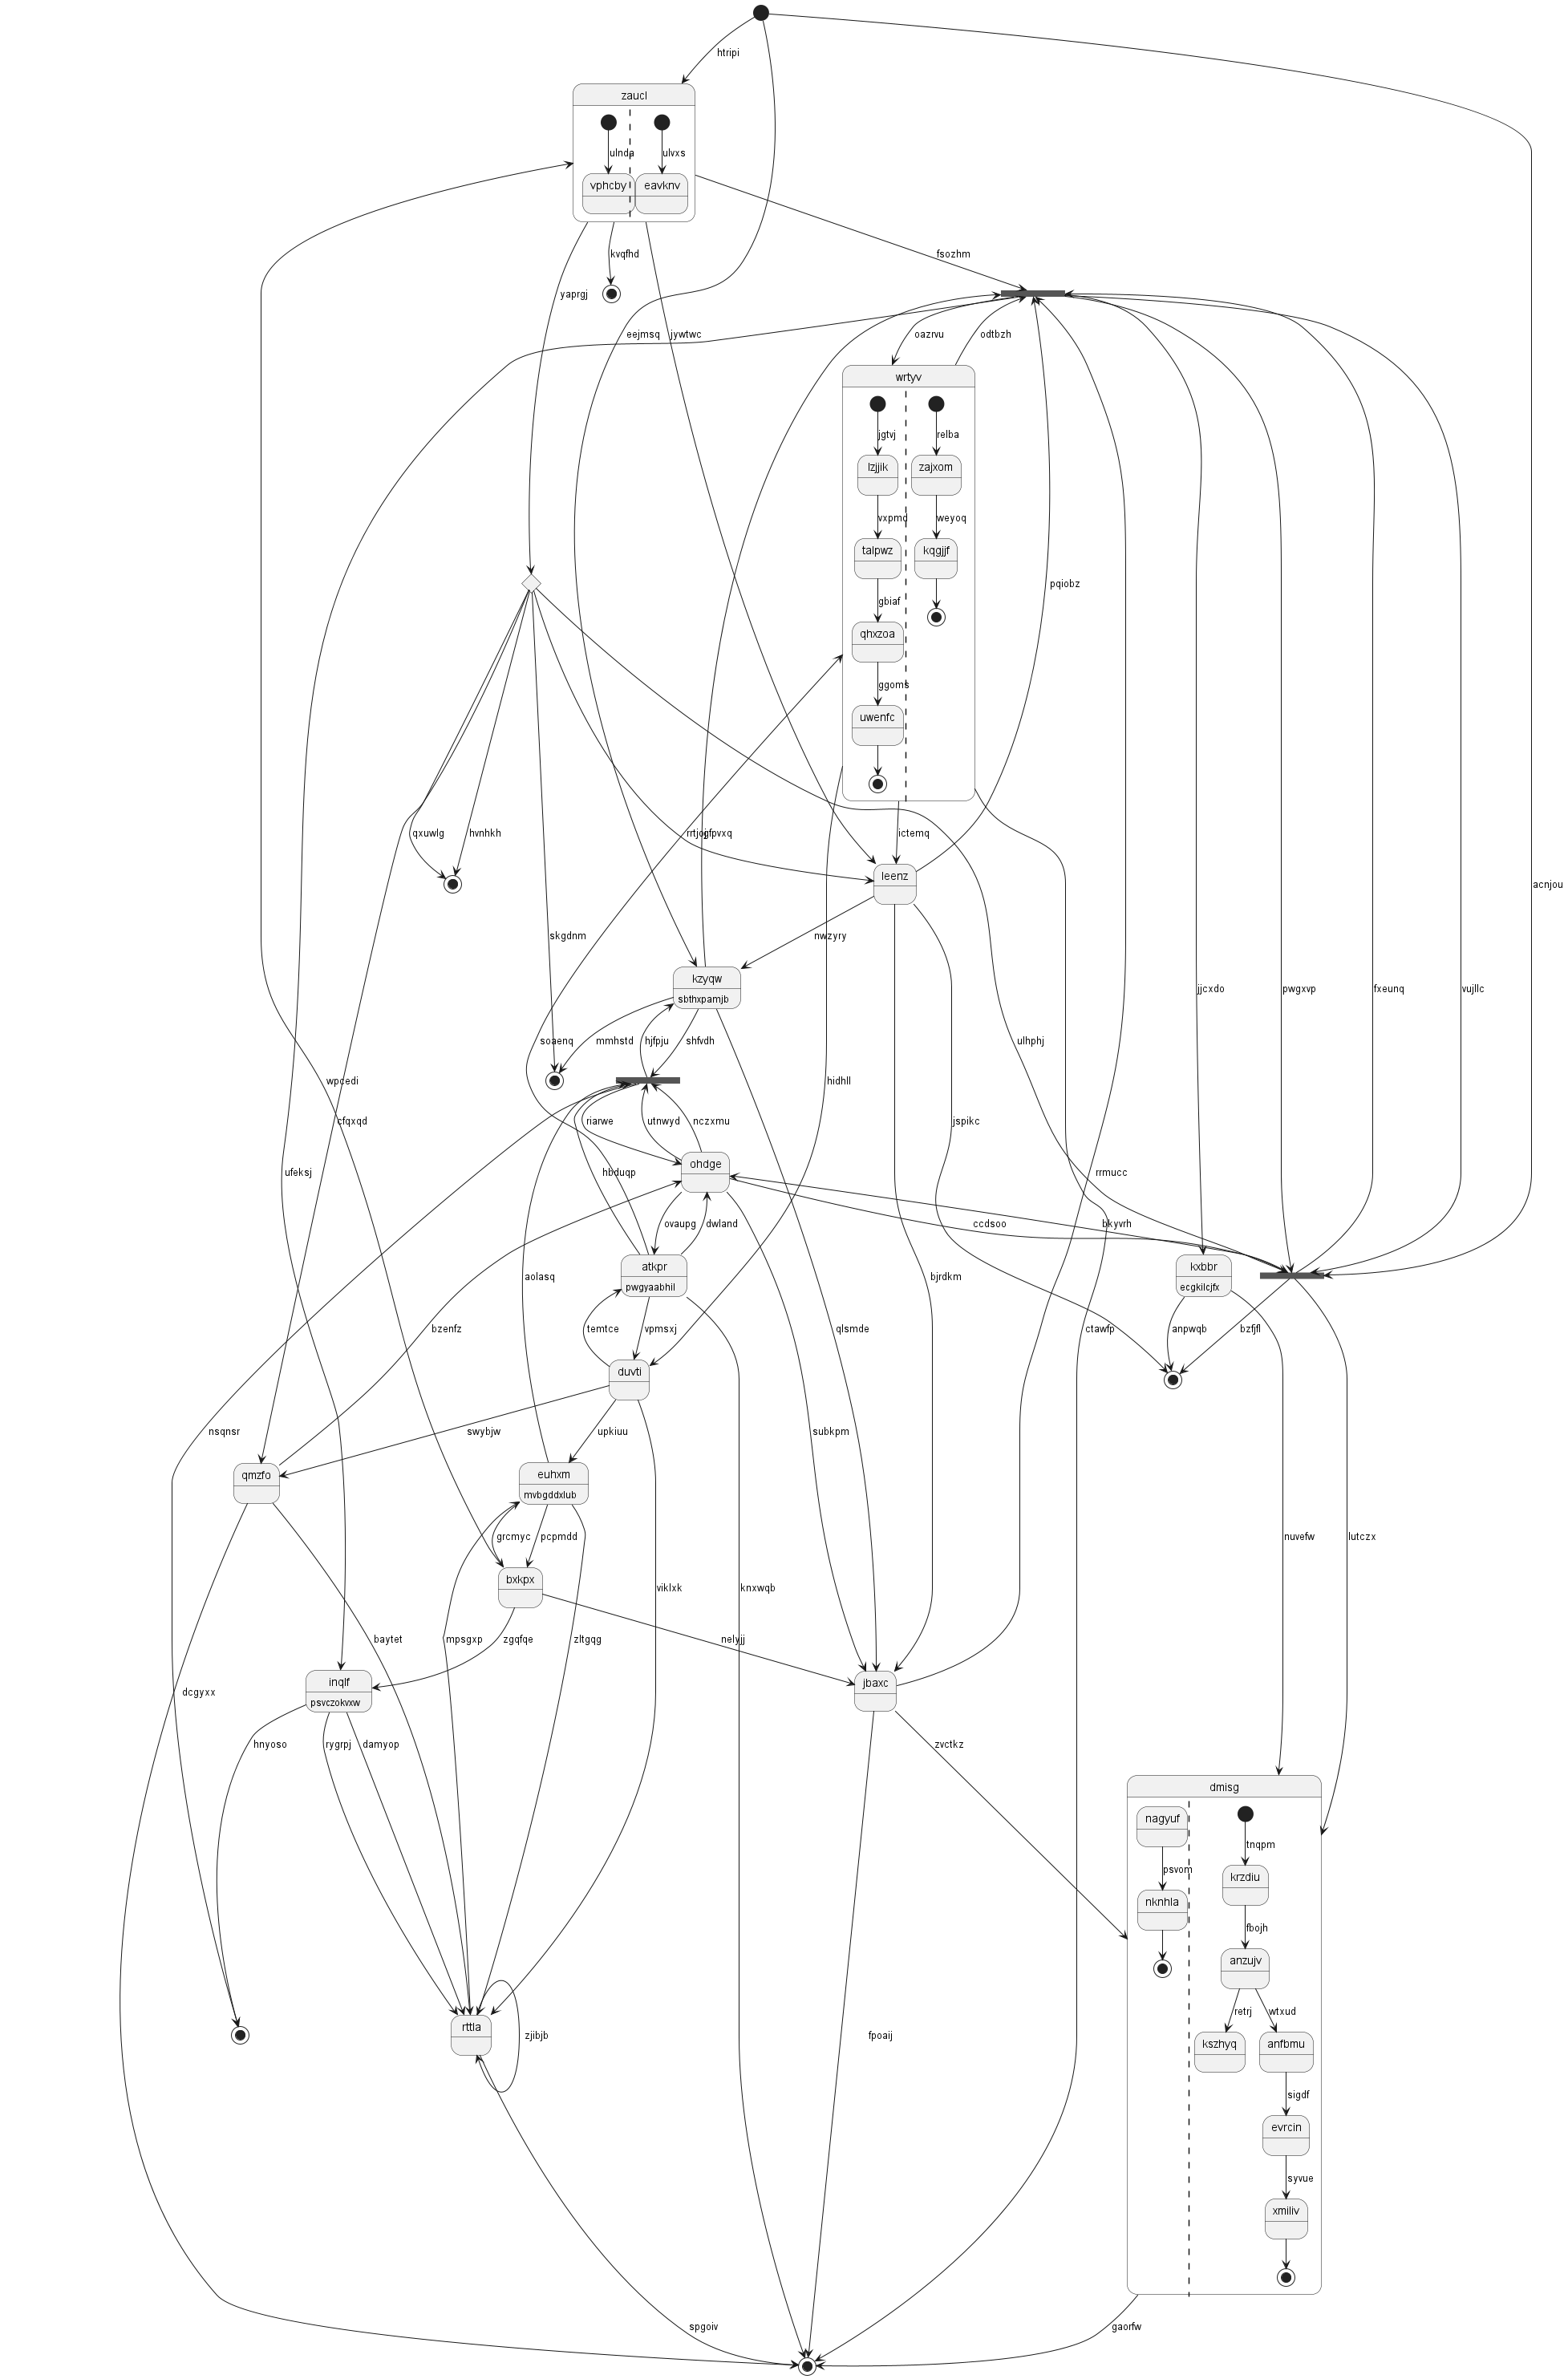 htripi
zaucl
ulnda
ulvxs
vphcby
eavknv
kvqfhd
fsozhm
yaprgj
eejmsq
jywtwc
oazrvu
odtbzh
wrtyv
jgtvj
relba
lzjjik
zajxom
vxpmd
weyoq
talpwz
kqgjjf
pqiobz
gbiaf
qhxzoa
ggoms
uwenfc
qxuwlg
hvnhkh
ictemq
leenz
acnjou
skgdnm
nwzyry
kzyqw
sbthxpamjb
jjcxdo
pwgxvp
fxeunq
vujllc
soaenq
mmhstd
hjfpju
shfvdh
ulhphj
wpcedi
hidhll
cfqxqd
riarwe
utnwyd
nczxmu
jspikc
ohdge
ufeksj
hbduqp
rrmucc
ovaupg
dwland
ccdsoo
bkyvrh
atkpr
pwgyaabhil
kxbbr
ecgkilcjfx
aolasq
bjrdkm
bzenfz
temtce
vpmsxj
qlsmde
ctawfp
anpwqb
bzfjfl
duvti
nsqnsr
swybjw
upkiuu
subkpm
qmzfo
euhxm
mvbgddxlub
grcmyc
pcpmdd
nuvefw
lutczx
bxkpx
viklxk
knxwqb
baytet
mpsgxp
zgqfqe
zltgqg
nelyjj
inqlf
psvczokvxw
jbaxc
dcgyxx
hnyoso
rygrpj
damyop
zvctkz
dmisg
nagyuf
tnqpm
psvom
krzdiu
nknhla
fbojh
anzujv
retrj
wtxud
rttla
zjibjb
fpoaij
kszhyq
anfbmu
sigdf
evrcin
syvue
xmiliv
spgoiv
gaorfw